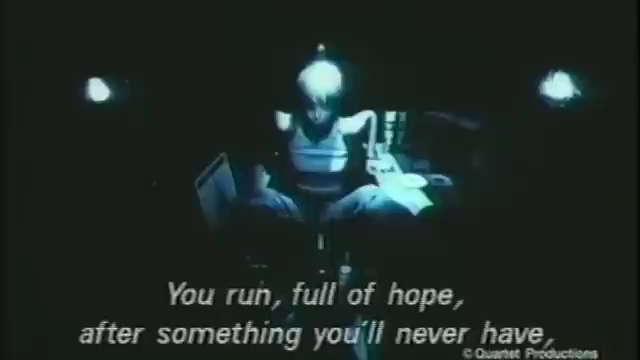 You run, full of hope,
after something you'll never have,
© Quartet Productions